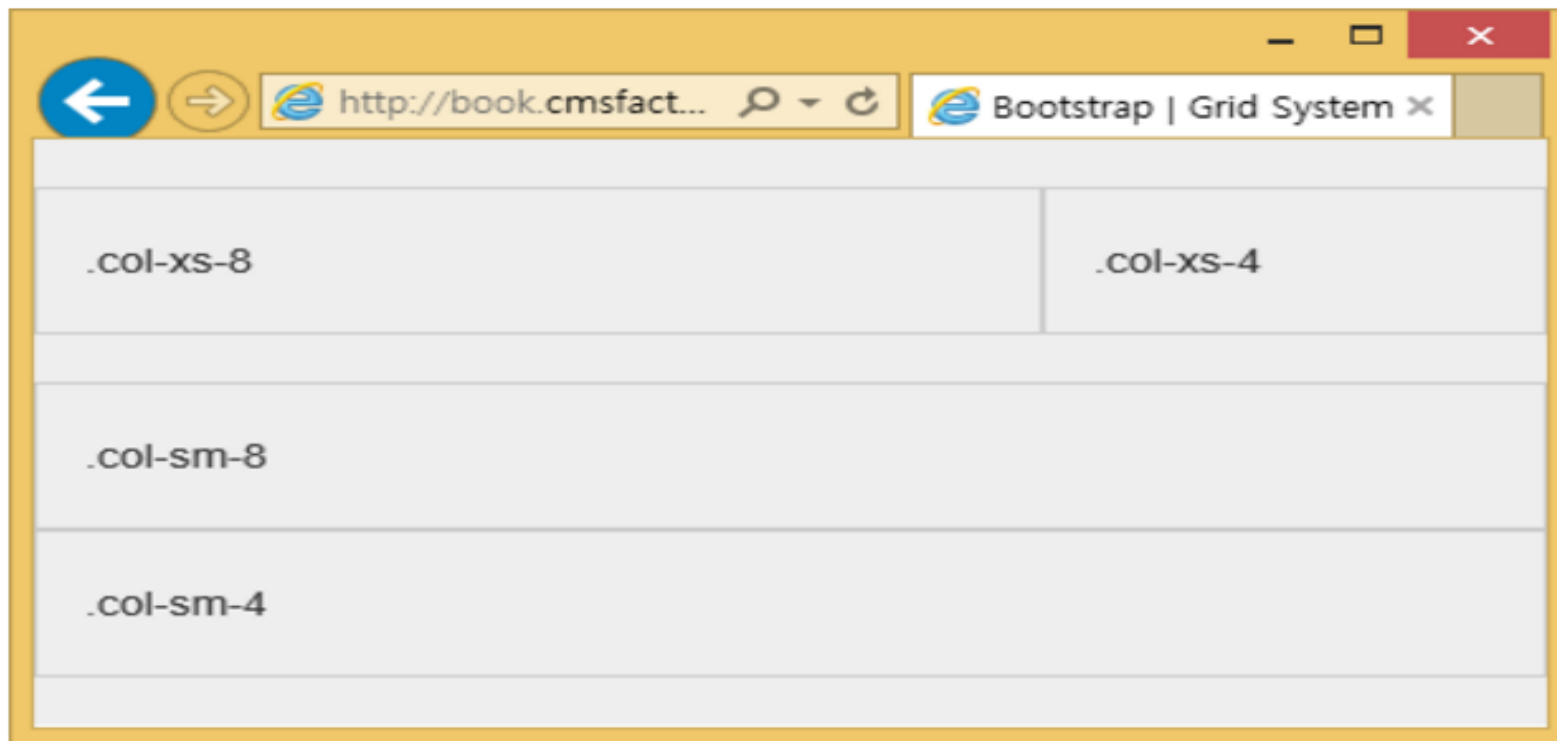 http://book.cmsfact...
Bootstrap | Grid System
.col-xs-8
.col-xs-4
.col-sm-8
.col-sm-4